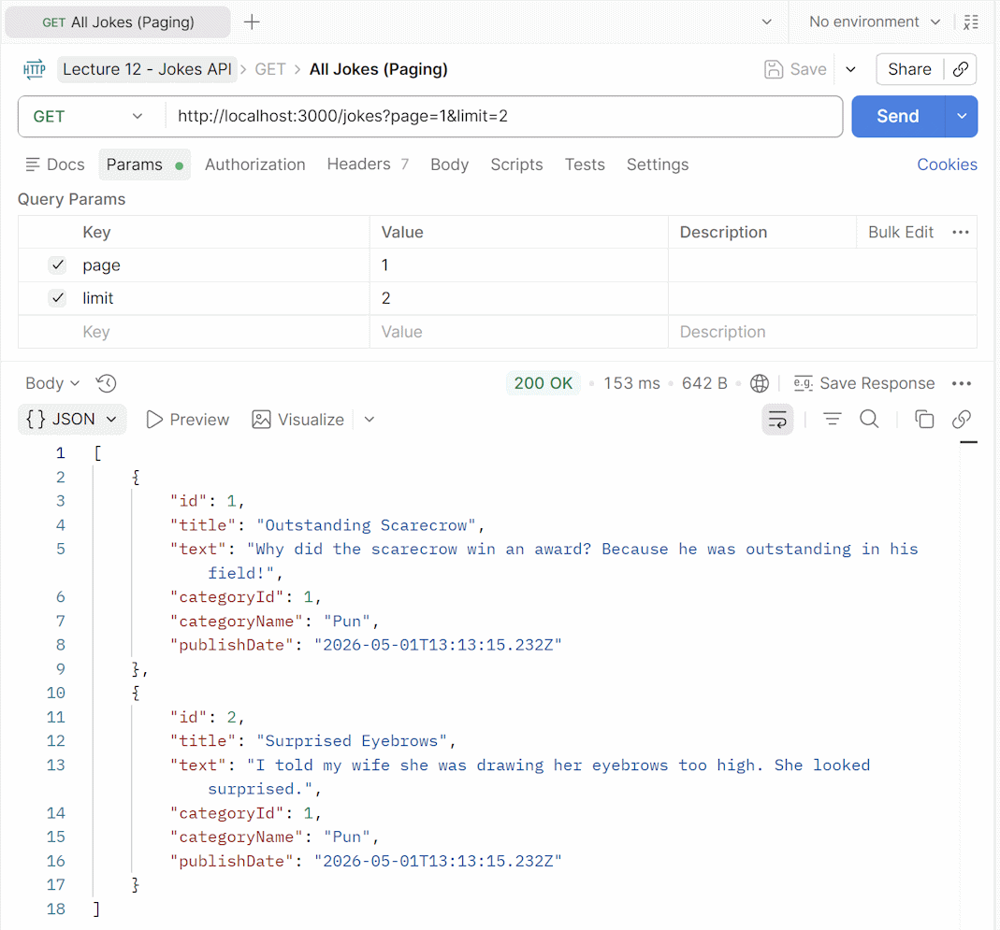 GET All Jokes (Paging) No environment
HTTP Lecture 12 - Jokes API > GET > All Jokes (Paging) Save Share
GET http://localhost:3000/jokes?page=1&limit=2 Send
Docs Params Authorization Headers 7 Body Scripts Tests Settings Cookies
Query Params
Key Value Description Bulk Edit
page 1
limit 2
Key Value Description
Body 200 OK 153 ms 642 B e.g. Save Response
{} JSON Preview Visualize
1 [
2 {
3 "id": 1,
4 "title": "Outstanding Scarecrow",
5 "text": "Why did the scarecrow win an award? Because he was outstanding in his
field!",
6 "categoryId": 1,
7 "categoryName": "Pun",
8 "publishDate": "2026-05-01T13:13:15.232Z"
9 },
10 {
11 "id": 2,
12 "title": "Surprised Eyebrows",
13 "text": "I told my wife she was drawing her eyebrows too high. She looked
surprised.",
14 "categoryId": 1,
15 "categoryName": "Pun",
16 "publishDate": "2026-05-01T13:13:15.232Z"
17 }
18 ]